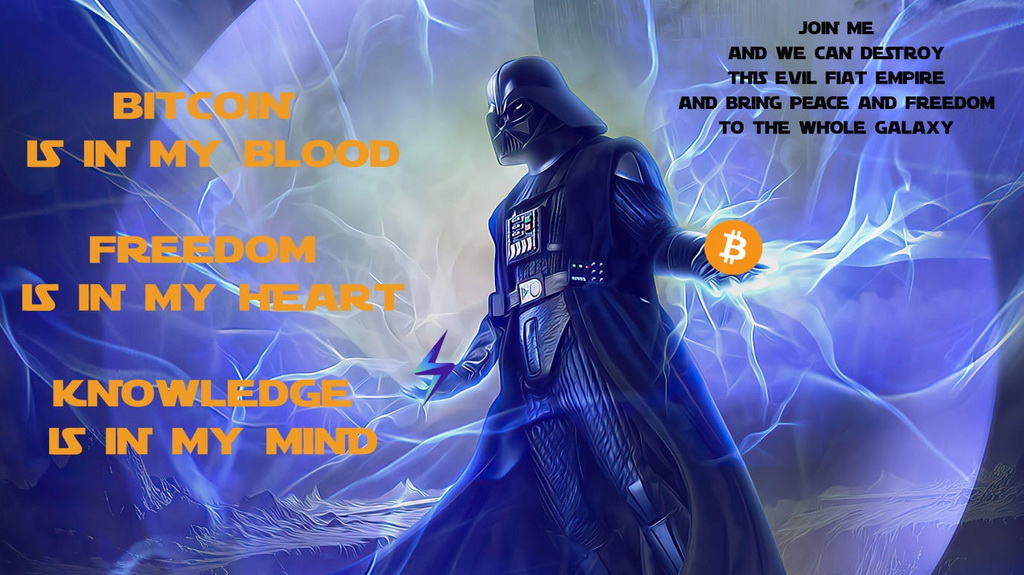 BITCOIN
IS IN MY BLOOD
FREEDOM
IS IN MY HEART
KNOWLEDGE
IS IN MY MIND
JOIN ME
AND WE CAN DESTROY
THIS EVIL FIAT EMPIRE
AND BRING PEACE AND FREEDOM
TO THE WHOLE GALAXY